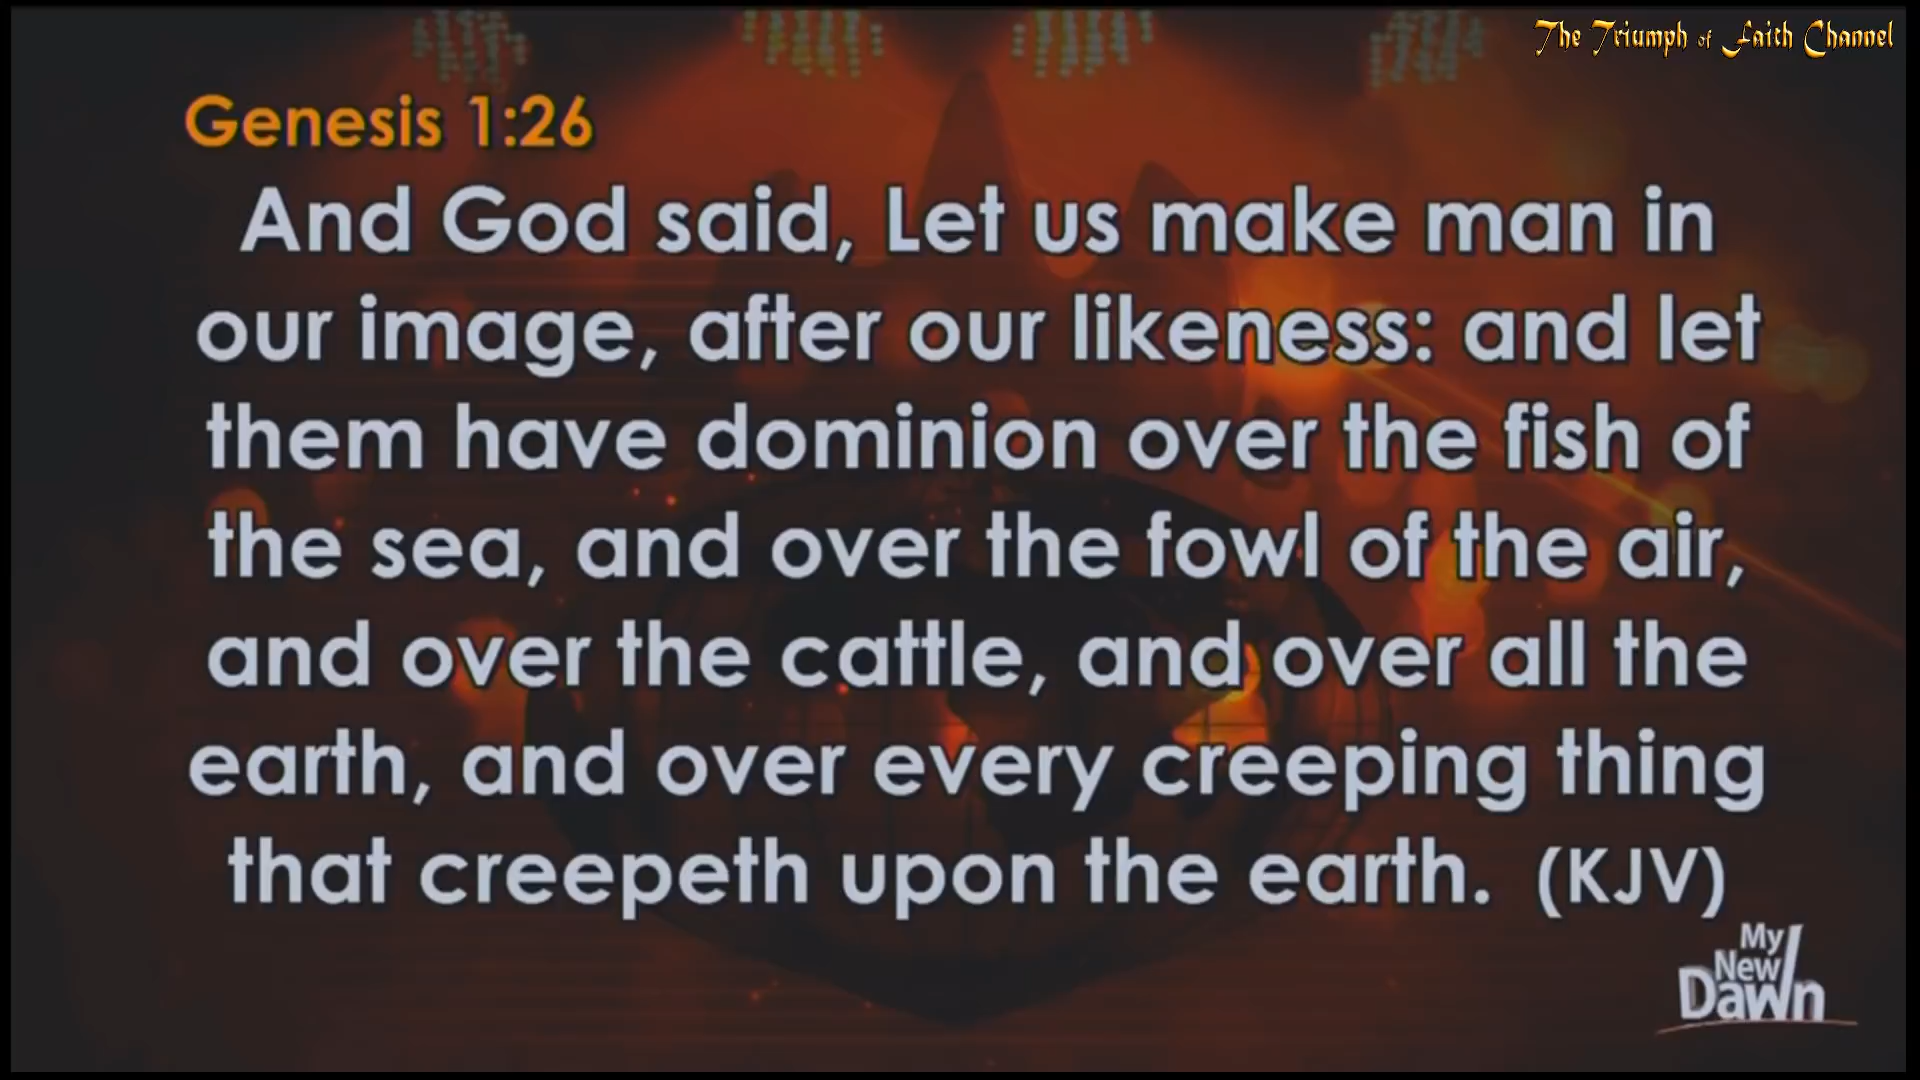 The Triumph of Faith Channel
Genesis 1:26
And God said, Let us make man in
our image, after our likeness: and let
them have dominion over the fish of
the sea, and over the fowl of the air,
and over the cattle, and over all the
earth, and over every creeping thing
that creepeth upon the earth. (KJV)
My
New
Dawn